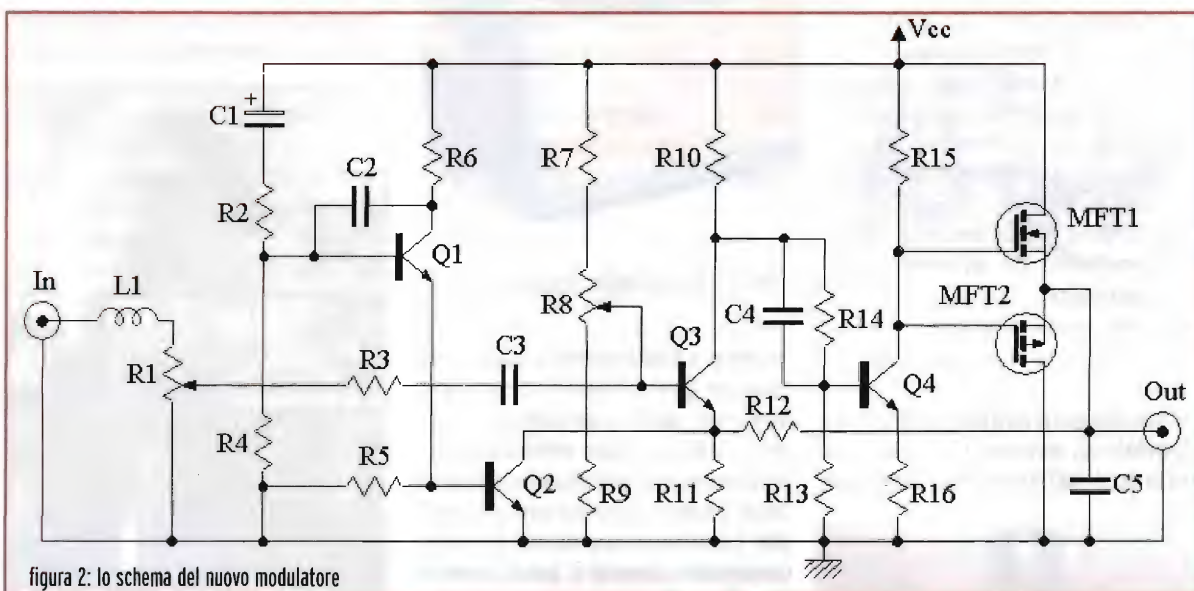 Vcc
C1 +
R6
R7
R10
R15
C2
R2
MFT1
Q1
In
L1
MFT2
R8
C4
R14
Q3
R1
R3
C3
Q4
Out
R12
R4
R5
Q2
R9
R11
R13
R16
C5
figura 2: lo schema del nuovo modulatore